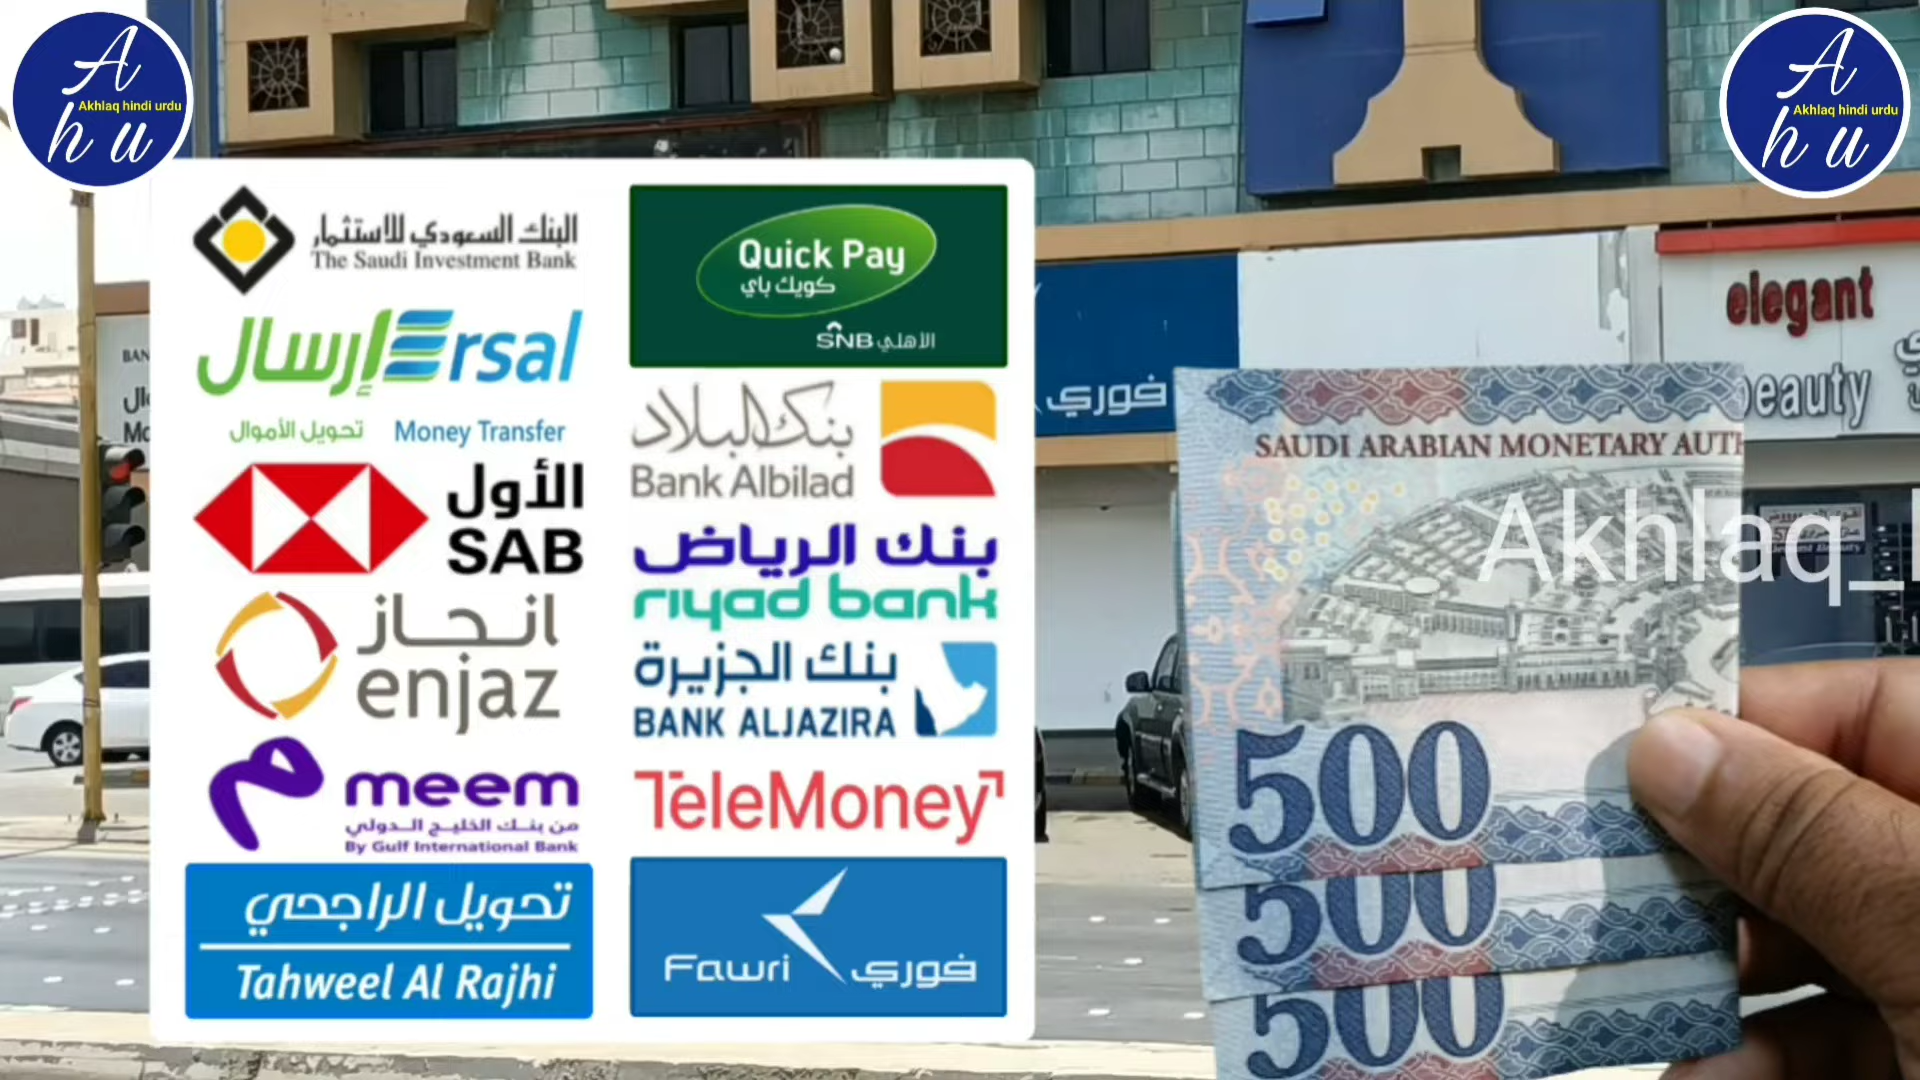 A
Akhlaq hindi urdu
h u
A
Akhlaq hindi urdu
h u
البنك السعودي للاستثمار
The Saudi Investment Bank
إرسال Ersal
تحويل الأموال Money Transfer
الأول
SAB
انجاز
enjaz
meem
من بنك الخليج الدولي
By Gulf International Bank
تحويل الراجحي
Tahweel Al Rajhi
Quick Pay
كويك باي
SNB الأهلي
بنك البلاد
Bank Albilad
بنك الرياض
riyad bank
بنك الجزيرة
BANK ALJAZIRA
TeleMoney
Fawri فوري
BAN
فوري
elegant
beauty
SAUDI ARABIAN MONETARY AUTH
Akhlaq_
500
500
500